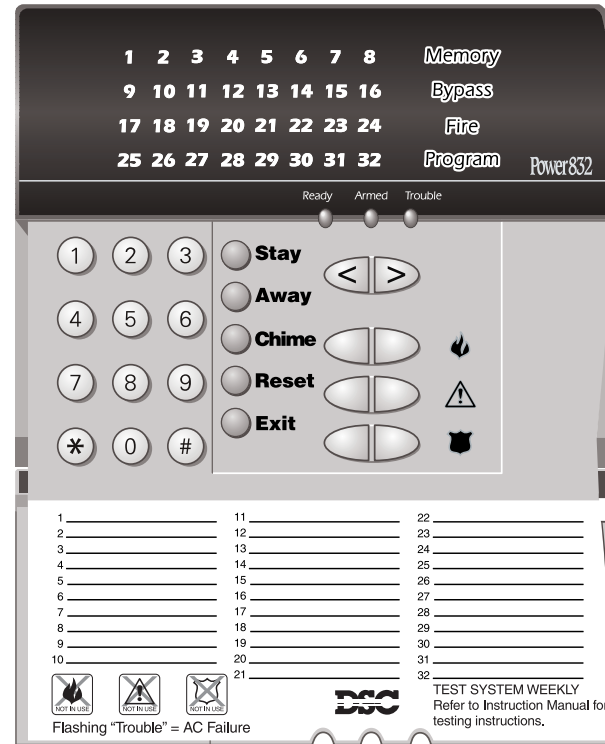 1 2 3 4 5 6 7 8 Memory
9 10 11 12 13 14 15 16 Bypass
17 18 19 20 21 22 23 24 Fire
25 26 27 28 29 30 31 32 Program
Power832
Ready Armed Trouble
1 2 3
Stay
< >
Away
4 5 6
Chime
7 8 9
Reset
Exit
* 0 #
1 11 22
2 12 23
3 13 24
4 14 25
5 15 26
6 16 27
7 17 28
8 18 29
9 19 30
10 20 31
21 32
NOT IN USE NOT IN USE NOT IN USE
DSC
TEST SYSTEM WEEKLY
Refer to Instruction Manual for
testing instructions.
Flashing “Trouble” = AC Failure